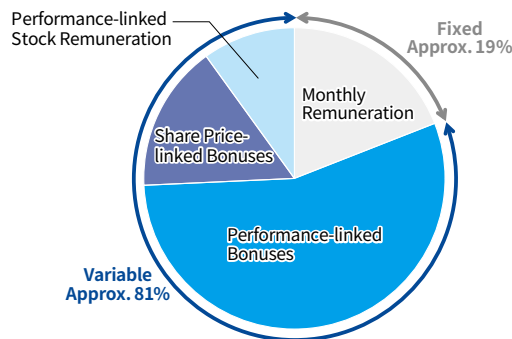 Performance-linked
Stock Remuneration
Fixed
Approx. 19%
Monthly
Remuneration
Share Price-
linked Bonuses
Performance-linked
Bonuses
Variable
Approx. 81%